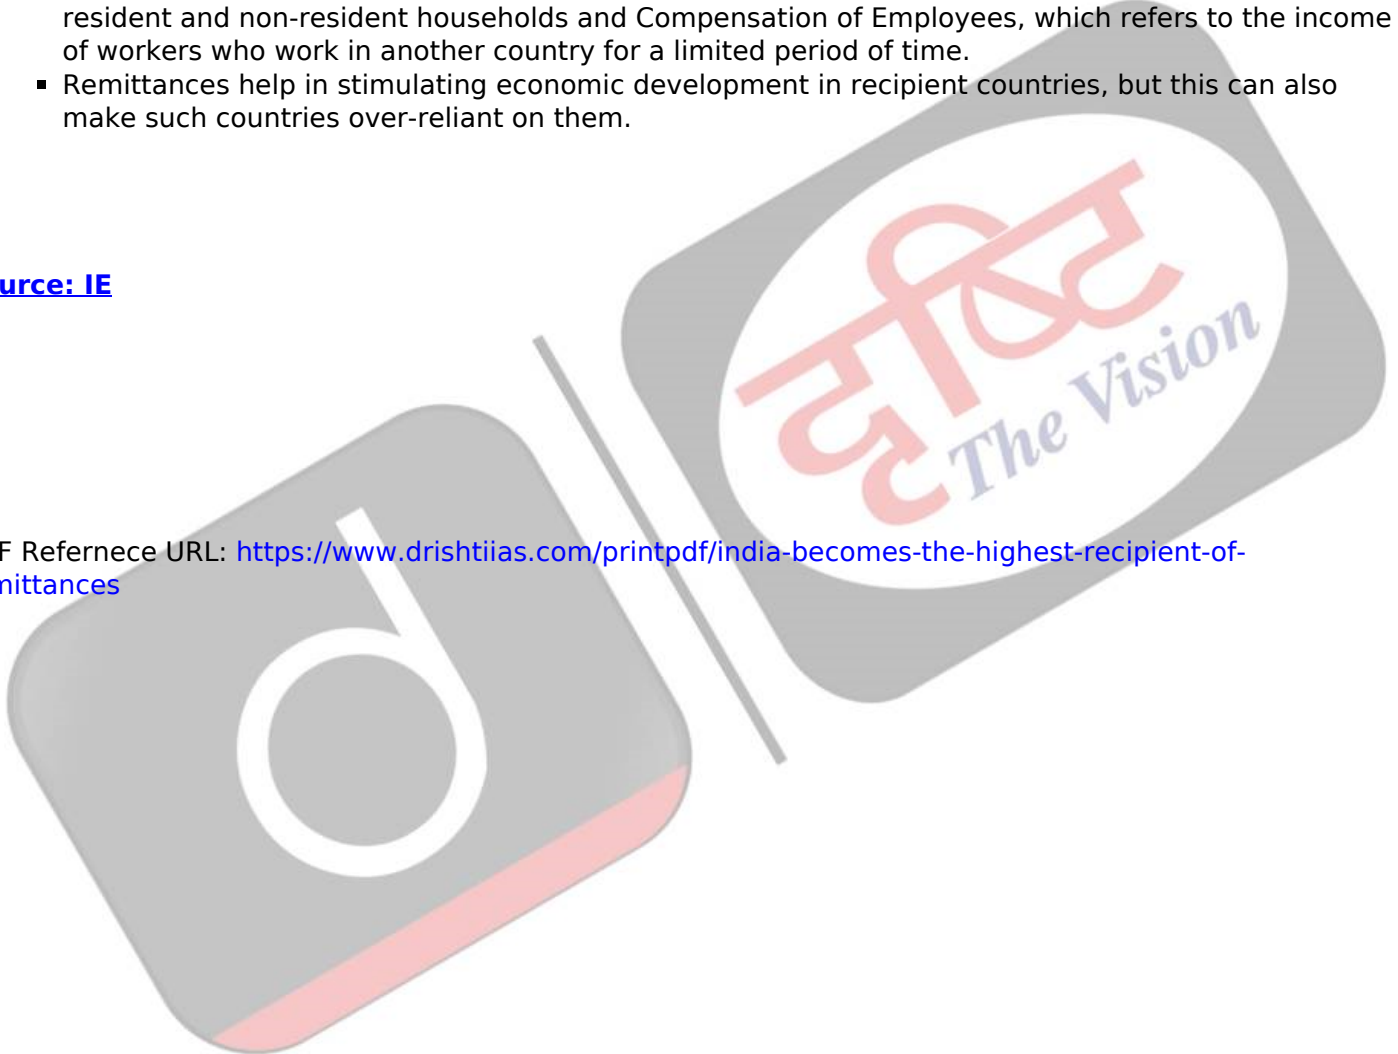 resident and non-resident households and Compensation of Employees, which refers to the income
of workers who work in another country for a limited period of time.
▪ Remittances help in stimulating economic development in recipient countries, but this can also
make such countries over-reliant on them.
urce: IE
दृष्टि
The Vision
d
F Refernece URL: https://www.drishtiias.com/printpdf/india-becomes-the-highest-recipient-of-
mittances